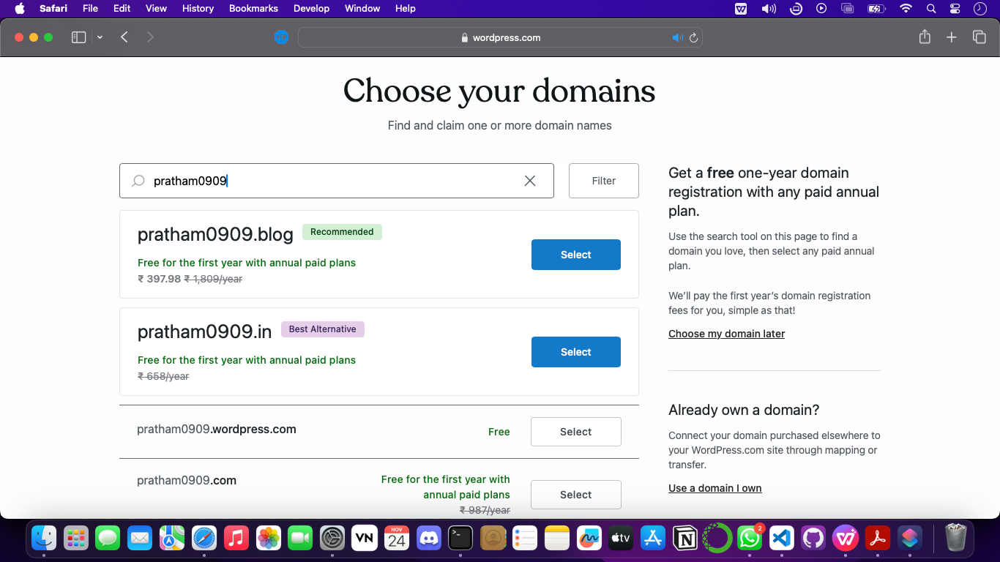 Safari File Edit View History Bookmarks Develop Window Help
wordpress.com
Choose your domains
Find and claim one or more domain names
pratham0909
Filter
pratham0909.blog Recommended
Free for the first year with annual paid plans
₹ 397.98 ₹ 1,809/year
Select
pratham0909.in Best Alternative
Free for the first year with annual paid plans
₹ 658/year
Select
pratham0909.wordpress.com Free Select
pratham0909.com
Free for the first year with
annual paid plans
₹ 987/year
Select
Get a free one-year domain
registration with any paid annual
plan.
Use the search tool on this page to find a
domain you love, then select any paid annual
plan.
We'll pay the first year's domain registration
fees for you, simple as that!
Choose my domain later
Already own a domain?
Connect your domain purchased elsewhere to
your WordPress.com site through mapping or
transfer.
Use a domain I own
VN
NOV
24
tv
2